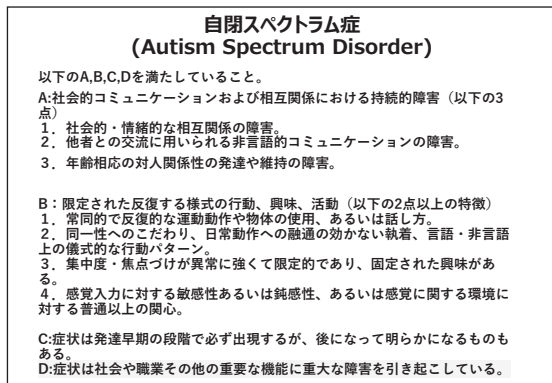 自閉スペクトラム症
(Autism Spectrum Disorder)
以下のA,B,C,Dを満たしていること。
A:社会的コミュニケーションおよび相互関係における持続的障害（以下の3
点）
１．社会的・情緒的な相互関係の障害。
２．他者との交流に用いられる非言語的コミュニケーションの障害。
３．年齢相応の対人関係性の発達や維持の障害。
B：限定された反復する様式の行動、興味、活動（以下の2点以上の特徴）
１．常同的で反復的な運動動作や物体の使用、あるいは話し方。
２．同一性へのこだわり、日常動作への融通の効かない執着、言語・非言語
上の儀式的な行動パターン。
３．集中度・焦点づけが異常に強くて限定的であり、固定された興味があ
る。
４．感覚入力に対する敏感性あるいは鈍感性、あるいは感覚に関する環境に
対する普通以上の関心。
C:症状は発達早期の段階で必ず出現するが、後になって明らかになるものも
ある。
D:症状は社会や職業その他の重要な機能に重大な障害を引き起こしている。